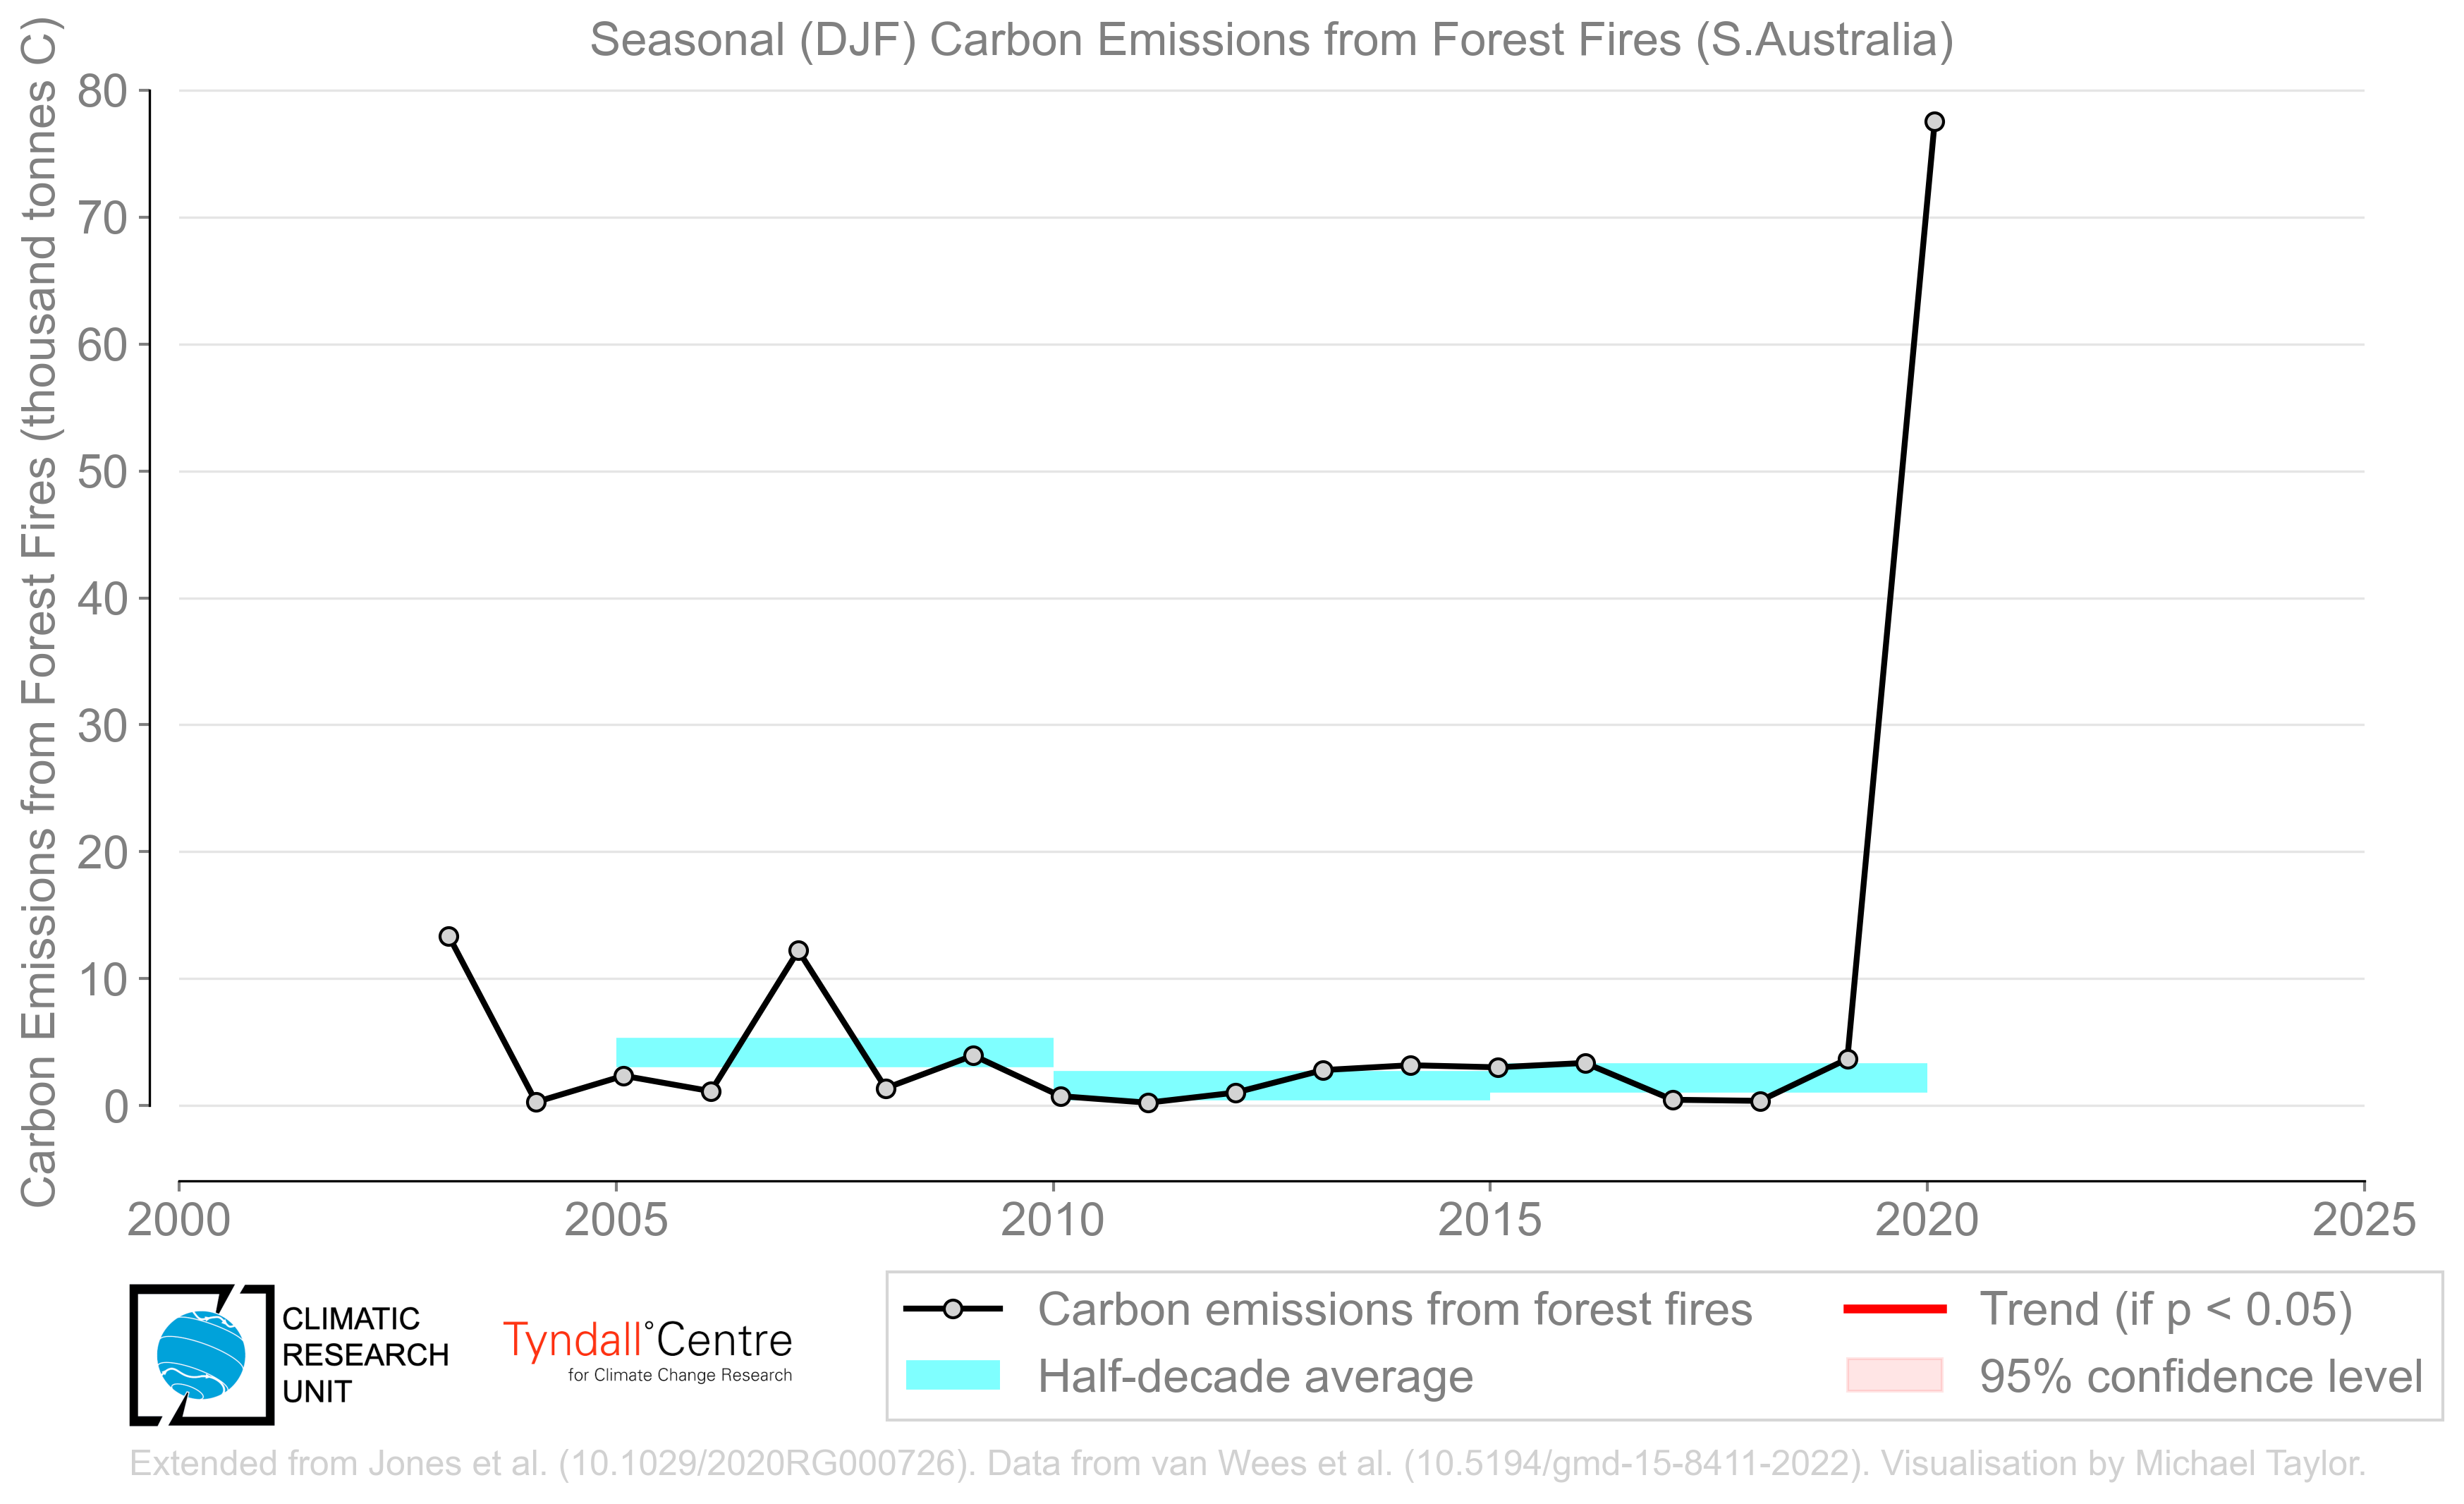 Seasonal (DJF) Carbon Emissions from Forest Fires (S.Australia)
Carbon Emissions from Forest Fires (thousand tonnes C)
80
70
60
50
40
30
20
10
0
2000 2005 2010 2015 2020 2025
CLIMATIC
RESEARCH
UNIT
Tyndall°Centre
for Climate Change Research
Carbon emissions from forest fires
Half-decade average
Trend (if p < 0.05)
95% confidence level
Extended from Jones et al. (10.1029/2020RG000726). Data from van Wees et al. (10.5194/gmd-15-8411-2022). Visualisation by Michael Taylor.